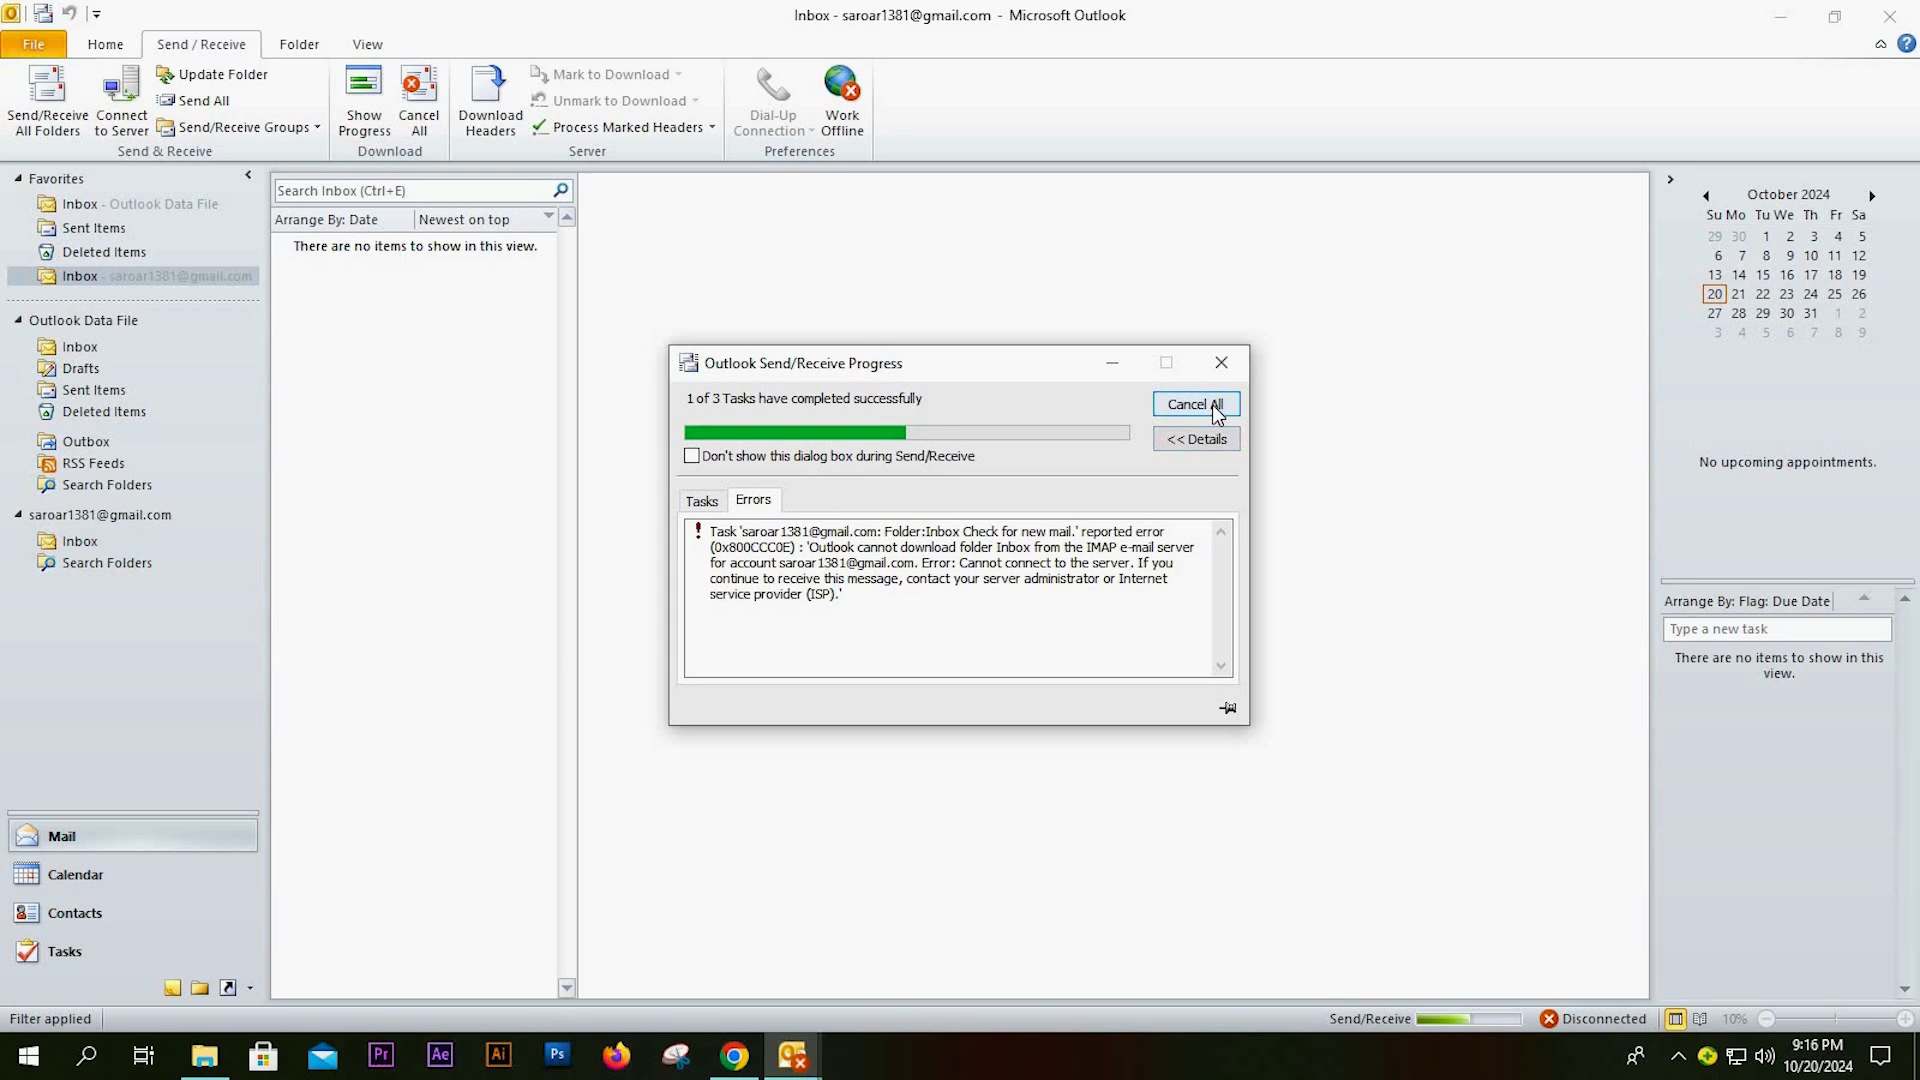 Inbox - saroar1381@gmail.com - Microsoft Outlook
File Home Send / Receive Folder View
Send/Receive All Folders
Connect to Server
Update Folder
Send All
Send/Receive Groups
Send & Receive
Show Progress
Cancel All
Download
Download Headers
Mark to Download
Unmark to Download
Process Marked Headers
Server
Dial-Up Connection
Work Offline
Preferences
Favorites
Inbox - Outlook Data File
Sent Items
Deleted Items
Inbox - saroar1381@gmail.com
Outlook Data File
Inbox
Drafts
Sent Items
Deleted Items
Outbox
RSS Feeds
Search Folders
saroar1381@gmail.com
Inbox
Search Folders
Mail
Calendar
Contacts
Tasks
Search Inbox (Ctrl+E)
Arrange By: Date Newest on top
There are no items to show in this view.
Outlook Send/Receive Progress
1 of 3 Tasks have completed successfully
Cancel All
<< Details
Don't show this dialog box during Send/Receive
Tasks Errors
Task 'saroar1381@gmail.com: Folder:Inbox Check for new mail.' reported error
(0x800CCC0E) : 'Outlook cannot download folder Inbox from the IMAP e-mail server
for account saroar1381@gmail.com. Error: Cannot connect to the server. If you
continue to receive this message, contact your server administrator or Internet
service provider (ISP).'
October 2024
Su Mo Tu We Th Fr Sa
29 30 1 2 3 4 5
6 7 8 9 10 11 12
13 14 15 16 17 18 19
20 21 22 23 24 25 26
27 28 29 30 31 1 2
3 4 5 6 7 8 9
No upcoming appointments.
Arrange By: Flag: Due Date
Type a new task
There are no items to show in this
view.
Filter applied
Send/Receive
Disconnected
10%
Pr Ae Ai Ps
9:16 PM
10/20/2024